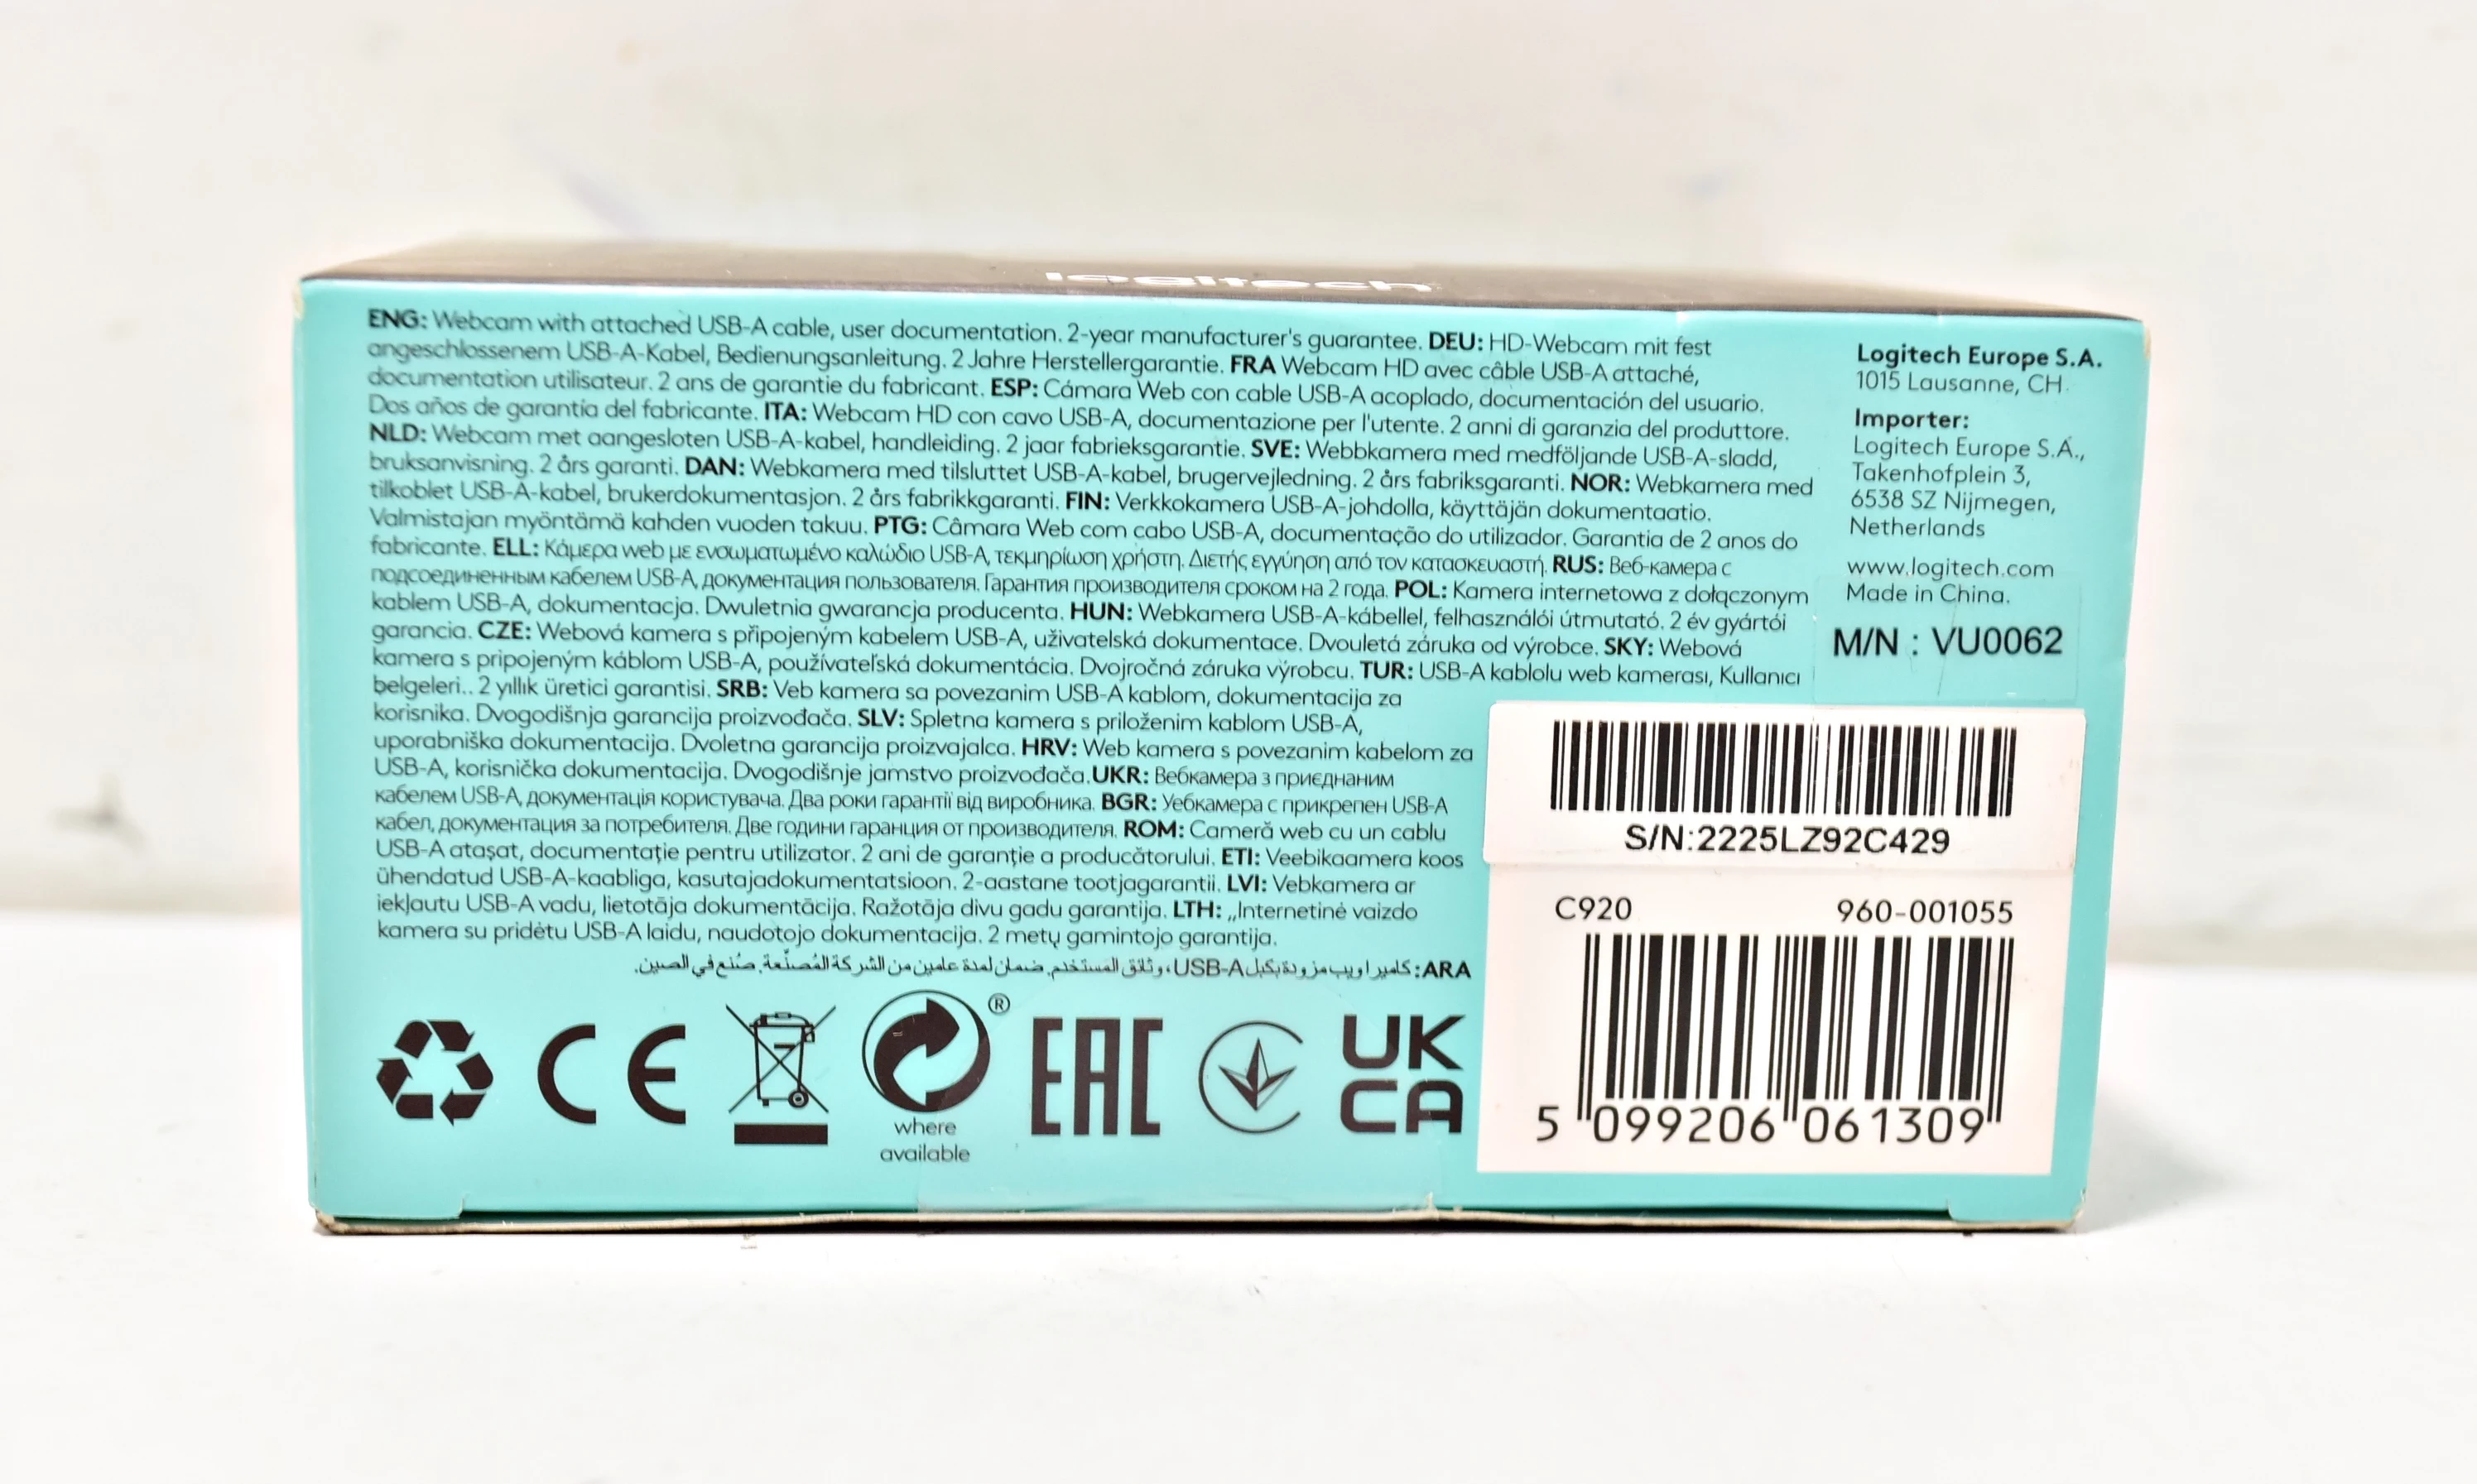 logitech
ENG: Webcam with attached USB-A cable, user documentation. 2-year manufacturer's guarantee. DEU: HD-Webcam mit fest
angeschlossenem USB-A-Kabel, Bedienungsanleitung. 2 Jahre Herstellergarantie. FRA Webcam HD avec câble USB-A attaché,
documentation utilisateur. 2 ans de garantie du fabricant. ESP: Cámara Web con cable USB-A acoplado, documentación del usuario.
Dos años de garantía del fabricante. ITA: Webcam HD con cavo USB-A, documentazione per l'utente. 2 anni di garanzia del produttore.
NLD: Webcam met aangesloten USB-A-kabel, handleiding. 2 jaar fabrieksgarantie. SVE: Webbkamera med medföljande USB-A-sladd,
bruksanvisning. 2 års garanti. DAN: Webkamera med tilsluttet USB-A-kabel, brugervejledning. 2 års fabriksgaranti. NOR: Webkamera med
tilkoblet USB-A-kabel, brukerdokumentasjon. 2 års fabrikkgaranti. FIN: Verkkokamera USB-A-johdolla, käyttäjän dokumentaatio.
Valmistajan myöntämä kahden vuoden takuu. PTG: Câmara Web com cabo USB-A, documentação do utilizador. Garantia de 2 anos do
fabricante. ELL: Κάμερα web με ενσωματωμένο καλώδιο USB-A, τεκμηρίωση χρήστη. Διετής εγγύηση από τον κατασκευαστή. RUS: Веб-камера с
подсоединенным кабелем USB-A, документация пользователя. Гарантия производителя сроком на 2 года. POL: Kamera internetowa z dołączonym
kablem USB-A, dokumentacja. Dwuletnia gwarancja producenta. HUN: Webkamera USB-A-kábellel, felhasználói útmutató. 2 év gyártói
garancia. CZE: Webová kamera s připojeným kabelem USB-A, uživatelská dokumentace. Dvouletá záruka od výrobce. SKY: Webová
kamera s pripojeným káblom USB-A, používateľská dokumentácia. Dvojročná záruka výrobcu. TUR: USB-A kablolu web kamerası, Kullanıcı
belgeleri.. 2 yıllık üretici garantisi. SRB: Veb kamera sa povezanim USB-A kablom, dokumentacija za
korisnika. Dvogodišnja garancija proizvođača. SLV: Spletna kamera s priloženim kablom USB-A,
uporabniška dokumentacija. Dvoletna garancija proizvajalca. HRV: Web kamera s povezanim kabelom za
USB-A, korisnička dokumentacija. Dvogodišnje jamstvo proizvođača.UKR: Вебкамера з приєднаним
кабелем USB-A, документація користувача. Два роки гарантії від виробника. BGR: Уебкамера с прикрепен USB-A
кабел, документация за потребителя. Две години гаранция от производителя. ROM: Cameră web cu un cablu
USB-A atașat, documentație pentru utilizator. 2 ani de garanție a producătorului. ETI: Veebikaamera koos
ühendatud USB-A-kaabliga, kasutajadokumentatsioon. 2-aastane tootjagarantii. LVI: Vebkamera ar
iekļautu USB-A vadu, lietotāja dokumentācija. Ražotāja divu gadu garantija. LTH: „Internetinė vaizdo
kamera su pridėtu USB-A laidu, naudotojo dokumentacija. 2 metų gamintojo garantija.
ARA: كاميرا ويب مزودة بكبل USB-A، وثائق المستخدم. ضمان لمدة عامين من الشركة المُصنِّعة. صُنع في الصين.
®
where
available
CE
EAC
UK
CA
Logitech Europe S.A.
1015 Lausanne, CH.
Importer:
Logitech Europe S.A.,
Takenhofplein 3,
6538 SZ Nijmegen,
Netherlands
www.logitech.com
Made in China.
M/N : VU0062
S/N:2225LZ92C429
C920 960-001055
5 099206 061309